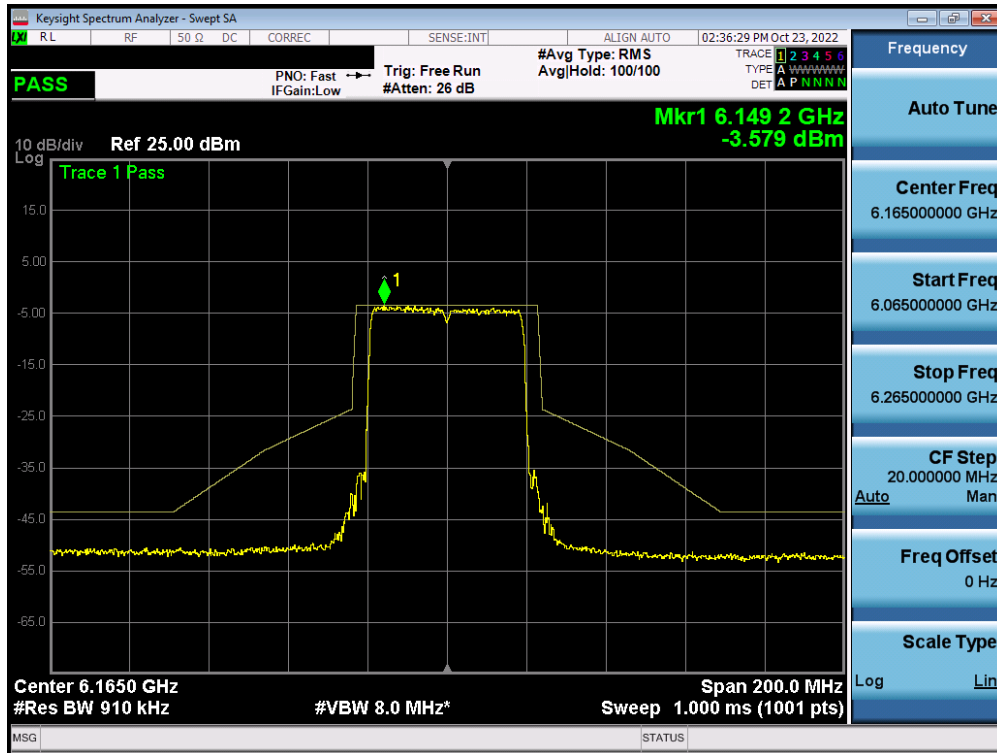 Keysight Spectrum Analyzer - Swept SA
LXI RL RF 50 Ω DC CORREC SENSE:INT ALIGN AUTO 02:36:29 PM Oct 23, 2022
PASS
PNO: Fast
IFGain:Low
Trig: Free Run
#Atten: 26 dB
#Avg Type: RMS
Avg|Hold: 100/100
TRACE 1 2 3 4 5 6
TYPE A WWWWWW
DET A P N N N N
Mkr1 6.149 2 GHz
-3.579 dBm
10 dB/div Ref 25.00 dBm
Log
Trace 1 Pass
1
15.0
5.00
-5.00
-15.0
-25.0
-35.0
-45.0
-55.0
-65.0
Center 6.1650 GHz Span 200.0 MHz
#Res BW 910 kHz #VBW 8.0 MHz* Sweep 1.000 ms (1001 pts)
MSG STATUS
Frequency
Auto Tune
Center Freq
6.165000000 GHz
Start Freq
6.065000000 GHz
Stop Freq
6.265000000 GHz
CF Step
20.000000 MHz
Auto Man
Freq Offset
0 Hz
Scale Type
Log Lin